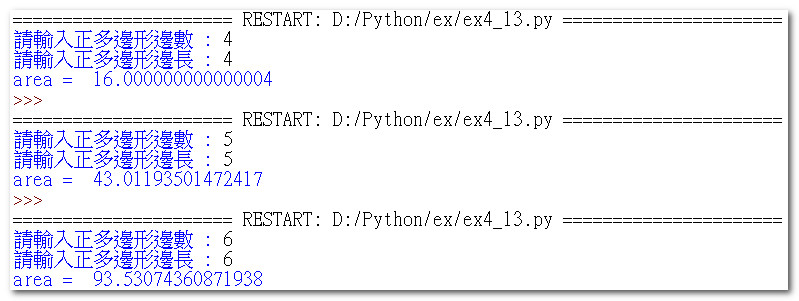 ====================== RESTART: D:/Python/ex/ex4_13.py ======================
請輸入正多邊形邊數 : 4
請輸入正多邊形邊長 : 4
area =  16.000000000000004
>>>
====================== RESTART: D:/Python/ex/ex4_13.py ======================
請輸入正多邊形邊數 : 5
請輸入正多邊形邊長 : 5
area =  43.01193501472417
>>>
====================== RESTART: D:/Python/ex/ex4_13.py ======================
請輸入正多邊形邊數 : 6
請輸入正多邊形邊長 : 6
area =  93.53074360871938